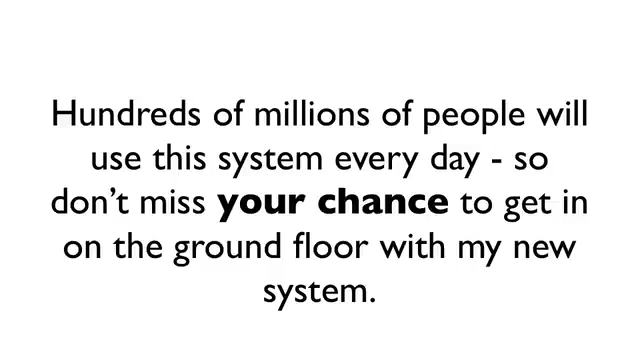 Hundreds of millions of people will
use this system every day - so
don’t miss your chance to get in
on the ground floor with my new
system.